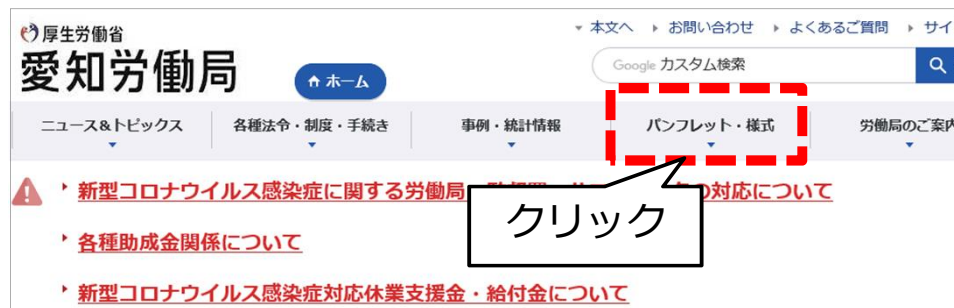 厚生労働省
▾ 本文へ ▸ お問い合わせ ▸ よくあるご質問 ▸ サイ
愛知労働局
ホーム
Google カスタム検索
ニュース&トピックス 各種法令・制度・手続き 事例・統計情報 パンフレット・様式 労働局のご案内
新型コロナウイルス感染症に関する労働局 の対応について
クリック
各種助成金関係について
新型コロナウイルス感染症対応休業支援金・給付金について